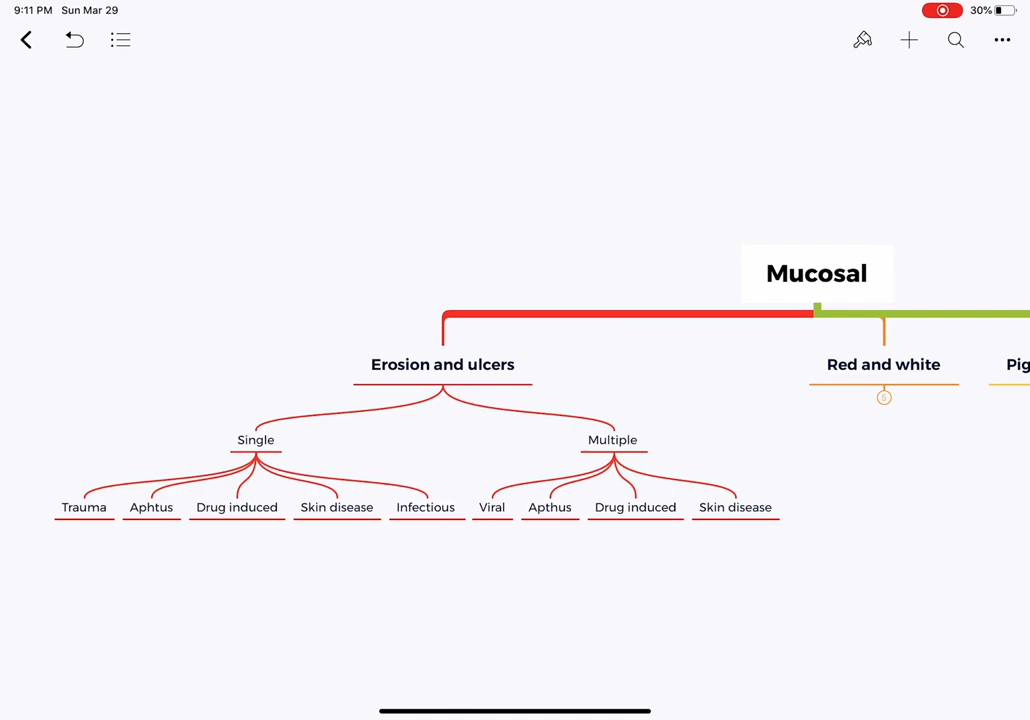 9:11 PM Sun Mar 29
30%
Mucosal
Erosion and ulcers
Red and white
5
Pig
Single
Multiple
Trauma
Aphtus
Drug induced
Skin disease
Infectious
Viral
Apthus
Drug induced
Skin disease